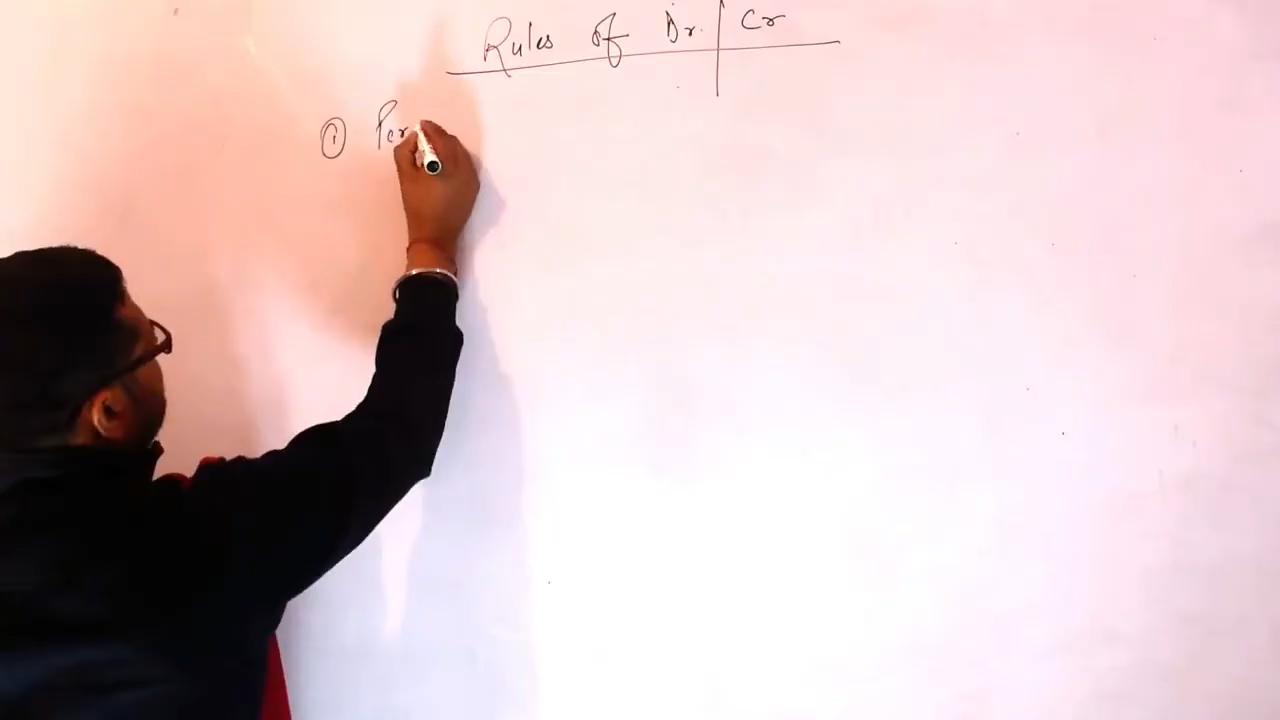 Rules of Dr. | Cr
① Per